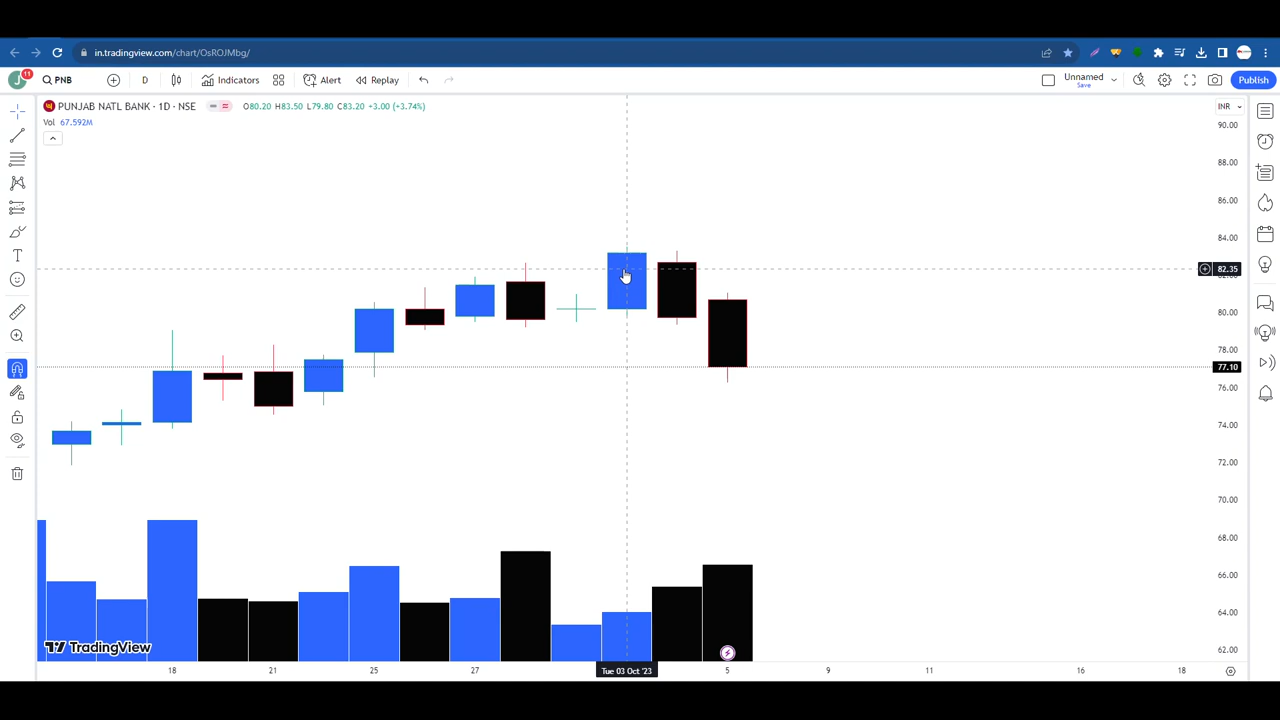 in.tradingview.com/chart/OsROJMbg/
J 11 PNB D Indicators Alert Replay Unnamed Save Publish
PUNJAB NATL BANK · 1D · NSE O80.20 H83.50 L79.80 C83.20 +3.00 (+3.74%) INR
Vol 67.592M
90.00
88.00
86.00
84.00
82.35
80.00
78.00
77.10
76.00
74.00
72.00
70.00
68.00
66.00
64.00
62.00
TradingView
18 21 25 27 Tue 03 Oct '23 5 9 11 16 18